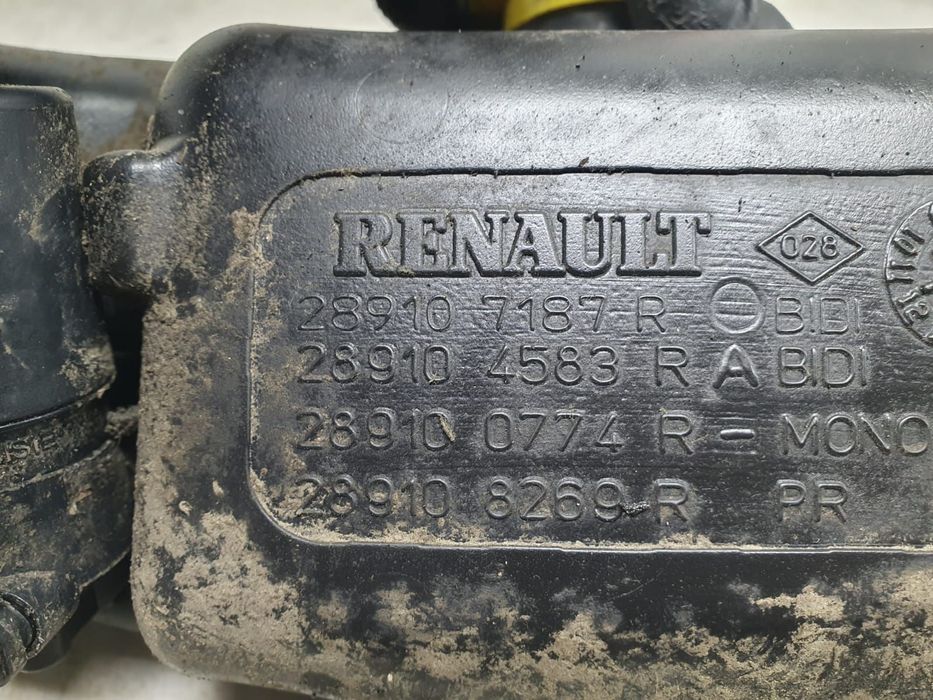 RENAULT 028
28910 7187 R BIDI
28910 4583 R A BIDI
28910 0774 R - MONO
28910 8269 R PR